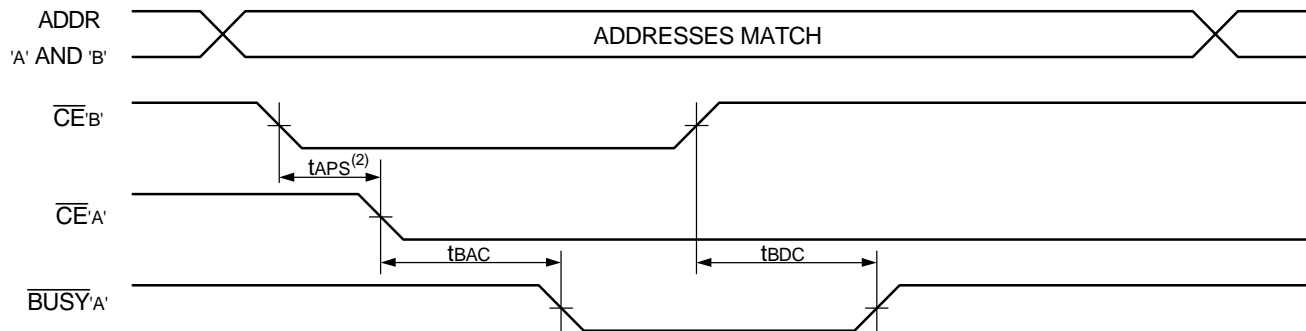 ADDR
'A' AND 'B'
ADDRESSES MATCH
CE'B'
tAPS(2)
CE'A'
tBAC
tBDC
BUSY'A'